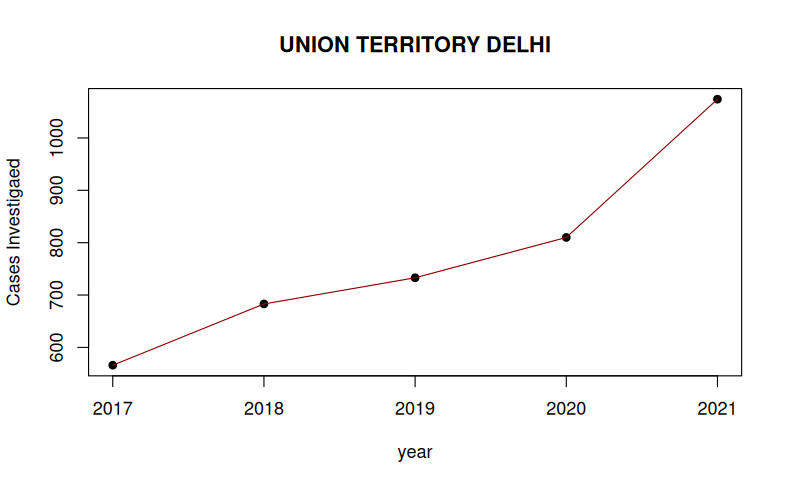 UNION TERRITORY DELHI
Cases Investigaed
1000
900
800
700
600
2017 2018 2019 2020 2021
year